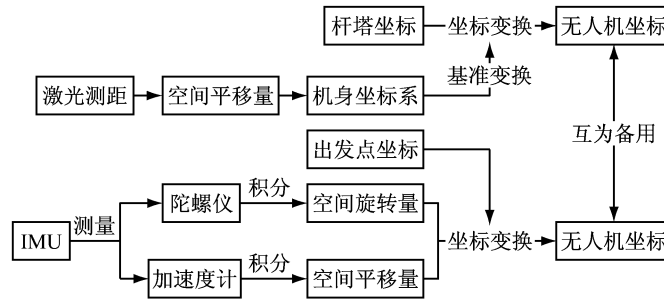 杆塔坐标
坐标变换
无人机坐标
基准变换
激光测距
空间平移量
机身坐标系
出发点坐标
互为备用
测量
陀螺仪
积分
空间旋转量
IMU
坐标变换
无人机坐标
加速度计
积分
空间平移量